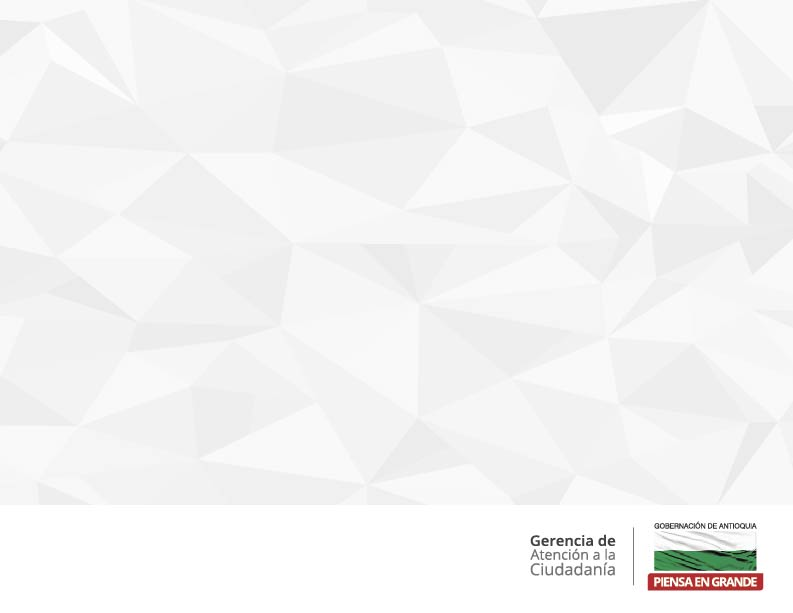 Gerencia de
Atención a la
Ciudadanía
GOBERNACIÓN DE ANTIOQUIA
PIENSA EN GRANDE